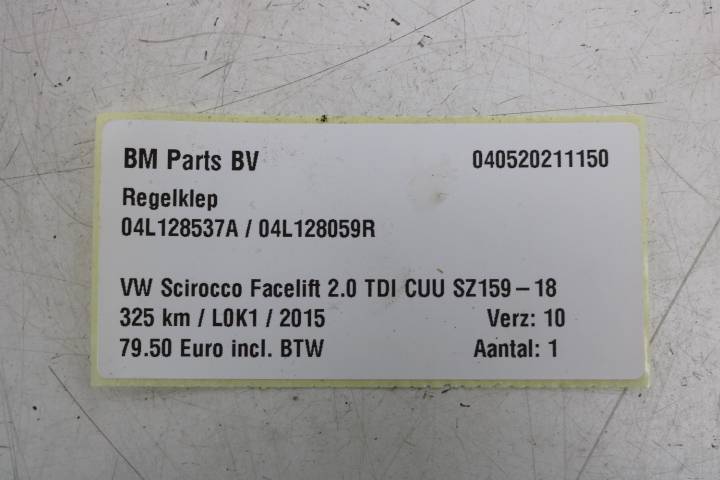 BM Parts BV 040520211150
Regelklep
04L128537A / 04L128059R
VW Scirocco Facelift 2.0 TDI CUU SZ159 – 18
325 km / L0K1 / 2015 Verz: 10
79.50 Euro incl. BTW Aantal: 1